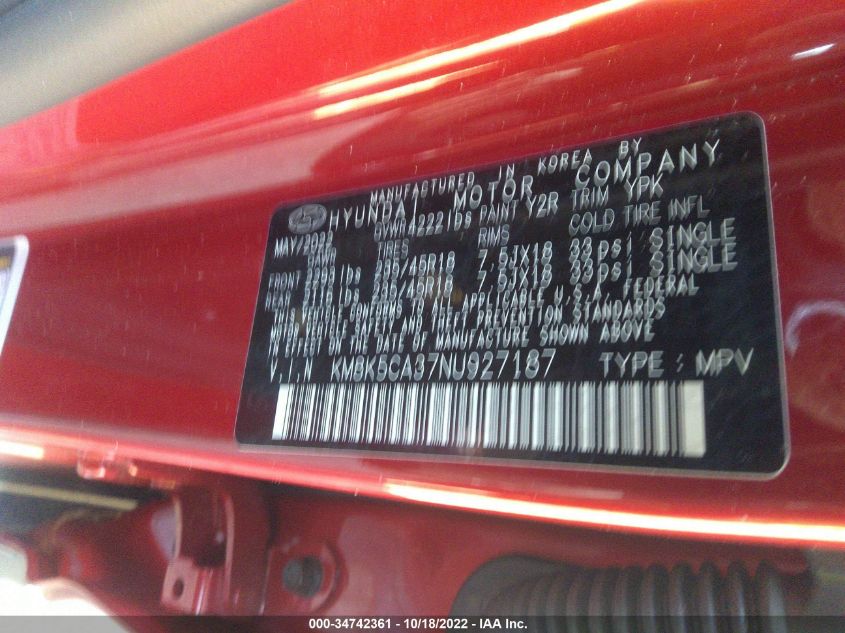 MANUFACTURED IN KOREA BY
HYUNDAI MOTOR COMPANY
MAY/2022 GVWR 4222 lbs PAINT Y2R TRIM YPK
GAWR TIRES RIMS COLD TIRE INFL
FRONT lbs 235/45R18 7,5JX18 33 psi SINGLE
REAR lbs 235/45R18 7,5JX18 33 psi SINGLE
THIS VEHICLE CONFORMS TO ALL APPLICABLE U.S.A. FEDERAL
MOTOR VEHICLE SAFETY AND THEFT PREVENTION STANDARDS
IN EFFECT ON THE DATE OF MANUFACTURE SHOWN ABOVE
V.I.N KM8K5CA37NU927187 TYPE : MPV
000-34742361 - 10/18/2022 - IAA Inc.